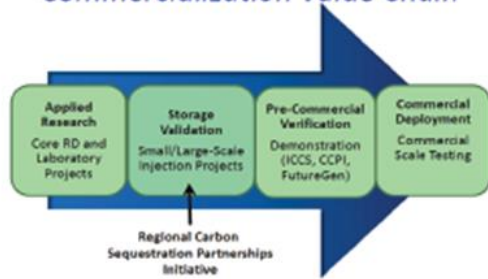 Commercialization Value Chain
Applied
Research
Core RD and
Laboratory
Projects
Storage
Validation
Small/Large-Scale
Injection Projects
Pre-Commercial
Verification
Demonstration
(ICCS, CCPI,
FutureGen)
Commercial
Deployment
Commercial
Scale Testing
Regional Carbon
Sequestration Partnerships
Initiative